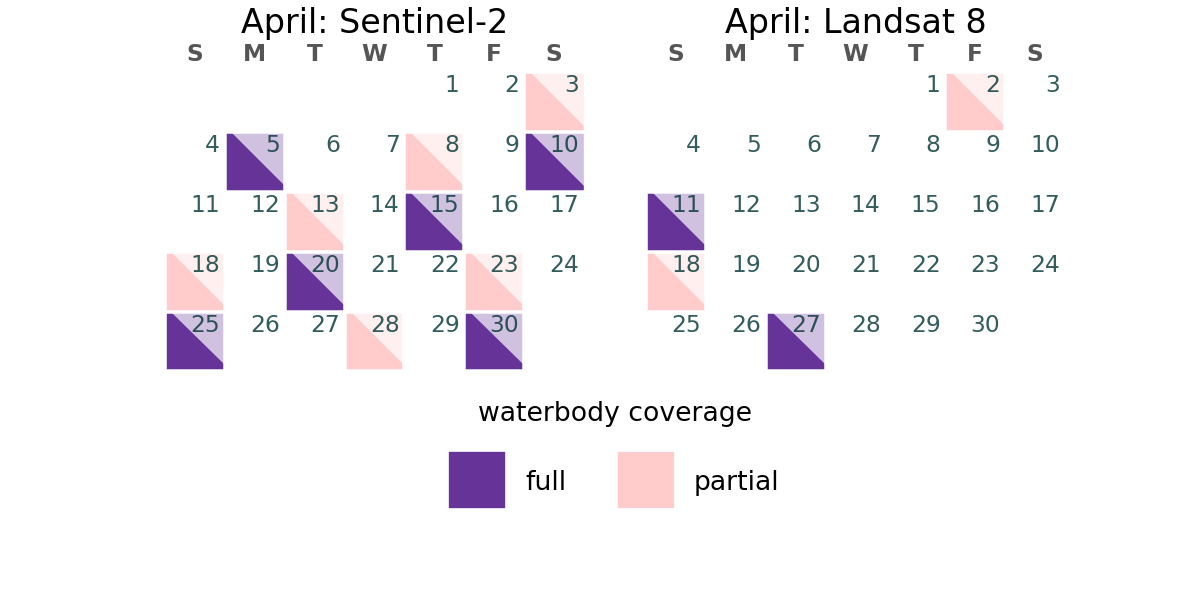 April: Sentinel-2
S M T W T F S
1 2 3
4 5 6 7 8 9 10
11 12 13 14 15 16 17
18 19 20 21 22 23 24
25 26 27 28 29 30
April: Landsat 8
S M T W T F S
1 2 3
4 5 6 7 8 9 10
11 12 13 14 15 16 17
18 19 20 21 22 23 24
25 26 27 28 29 30
waterbody coverage
full
partial